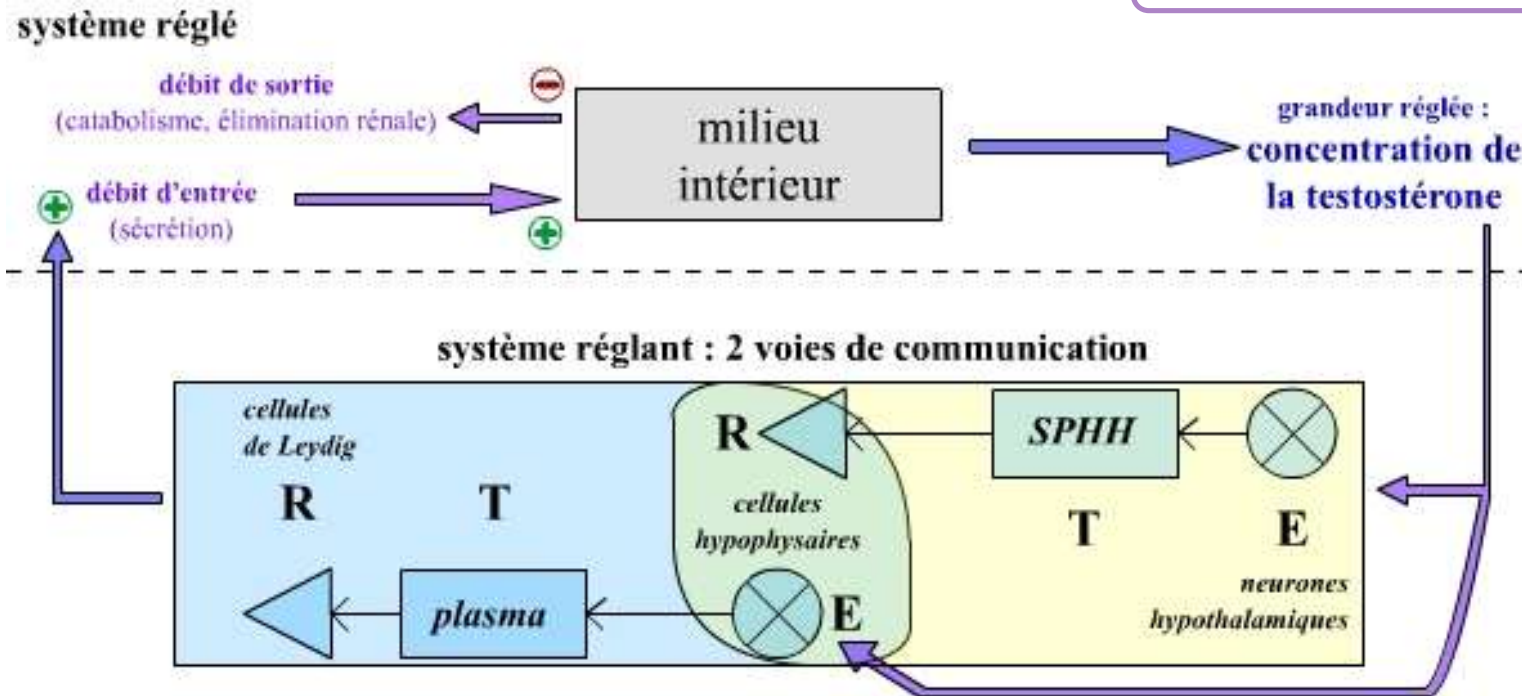 système réglé
débit de sortie
(catabolisme, élimination rénale)
débit d'entrée
(sécrétion)
milieu
intérieur
grandeur réglée :
concentration de
la testostérone
système réglant : 2 voies de communication
cellules
de Leydig
R
T
plasma
R
cellules
hypophysaires
E
SPHH
T
E
neurones
hypothalamiques